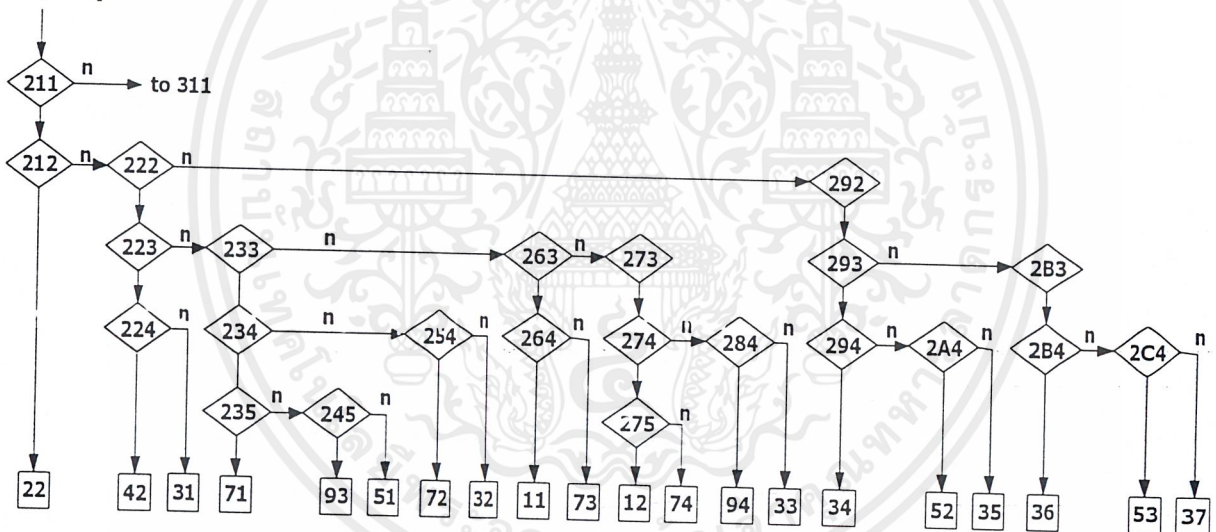 211 n to 311
212 n 222 n 292
223 n 233 n 263 n 273 293 n 2B3
224 n 234 n 254 n 264 n 274 n 284 n 294 n 2A4 n 2B4 n 2C4 n
235 n 245 n 275 n
22 42 31 71 93 51 72 32 11 73 12 74 94 33 34 52 35 36 53 37